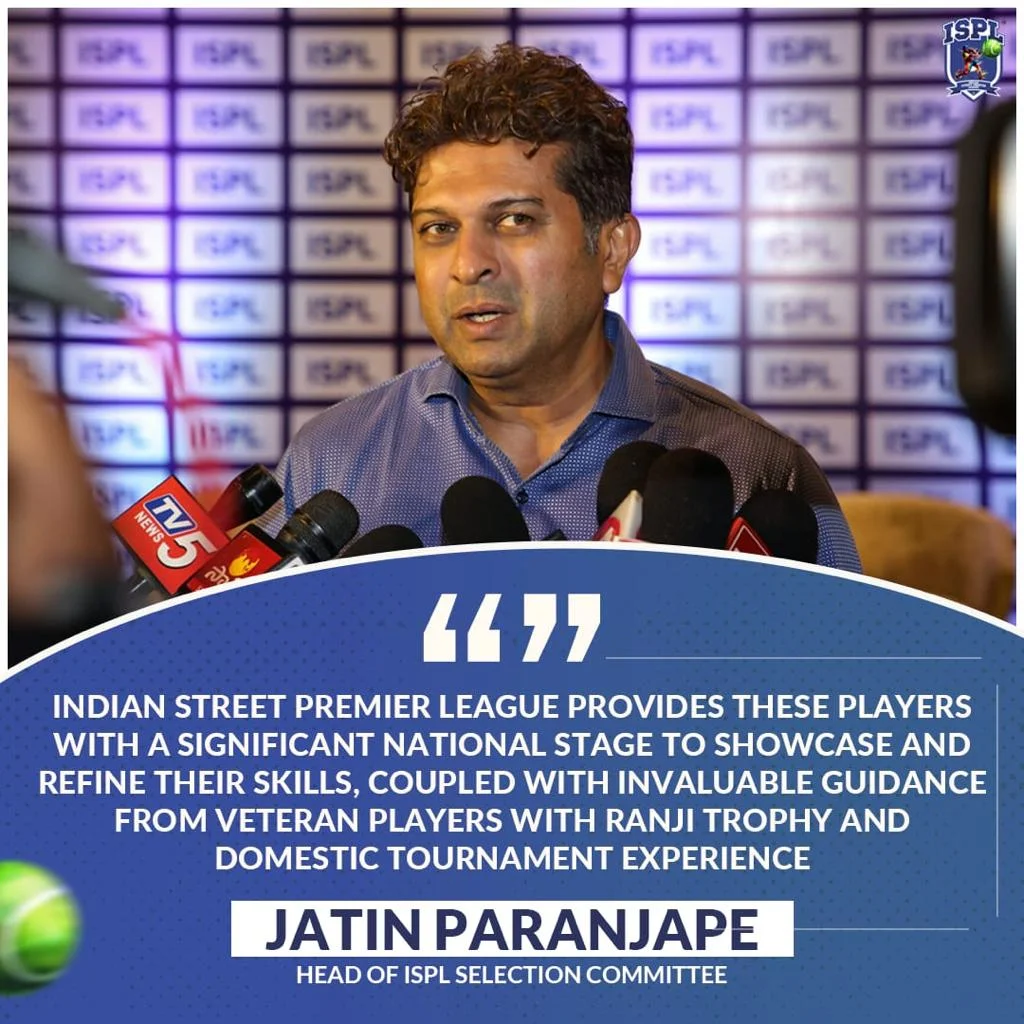 ISPL
TV5
NEWS
““ ””
INDIAN STREET PREMIER LEAGUE PROVIDES THESE PLAYERS
WITH A SIGNIFICANT NATIONAL STAGE TO SHOWCASE AND
REFINE THEIR SKILLS, COUPLED WITH INVALUABLE GUIDANCE
FROM VETERAN PLAYERS WITH RANJI TROPHY AND
DOMESTIC TOURNAMENT EXPERIENCE
JATIN PARANJAPE
HEAD OF ISPL SELECTION COMMITTEE